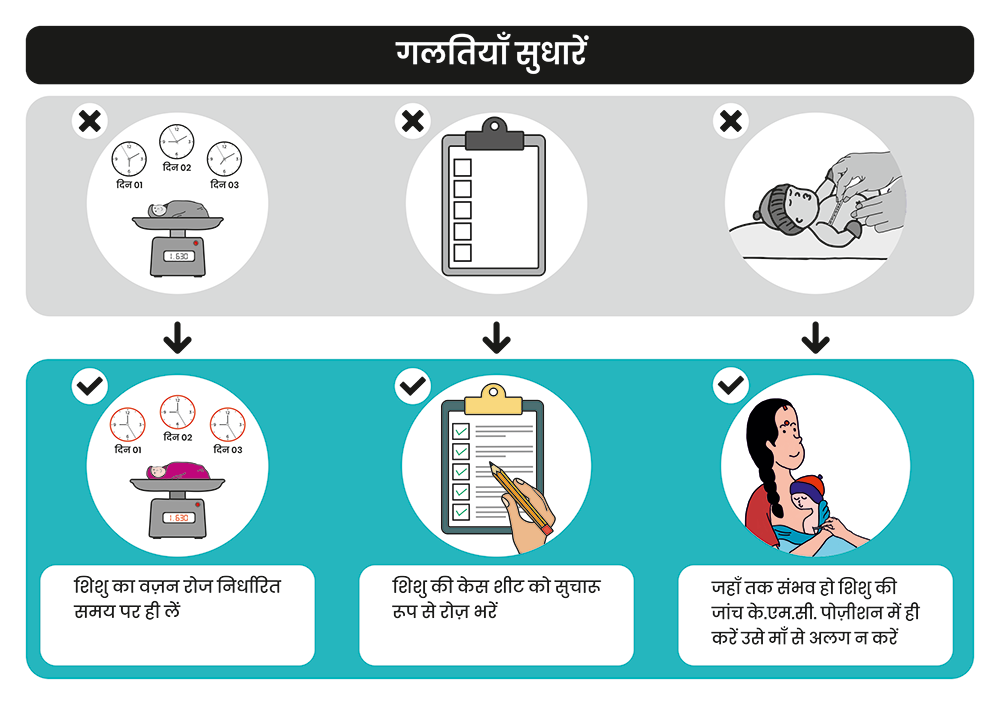 गलतियाँ सुधारें
दिन 01
दिन 02
दिन 03
1.630
दिन 01
दिन 02
दिन 03
1.630
शिशु का वज़न रोज निर्धारित
समय पर ही लें
शिशु की केस शीट को सुचारू
रूप से रोज़ भरें
जहाँ तक संभव हो शिशु की
जांच के.एम.सी. पोज़ीशन में ही
करें उसे माँ से अलग न करें